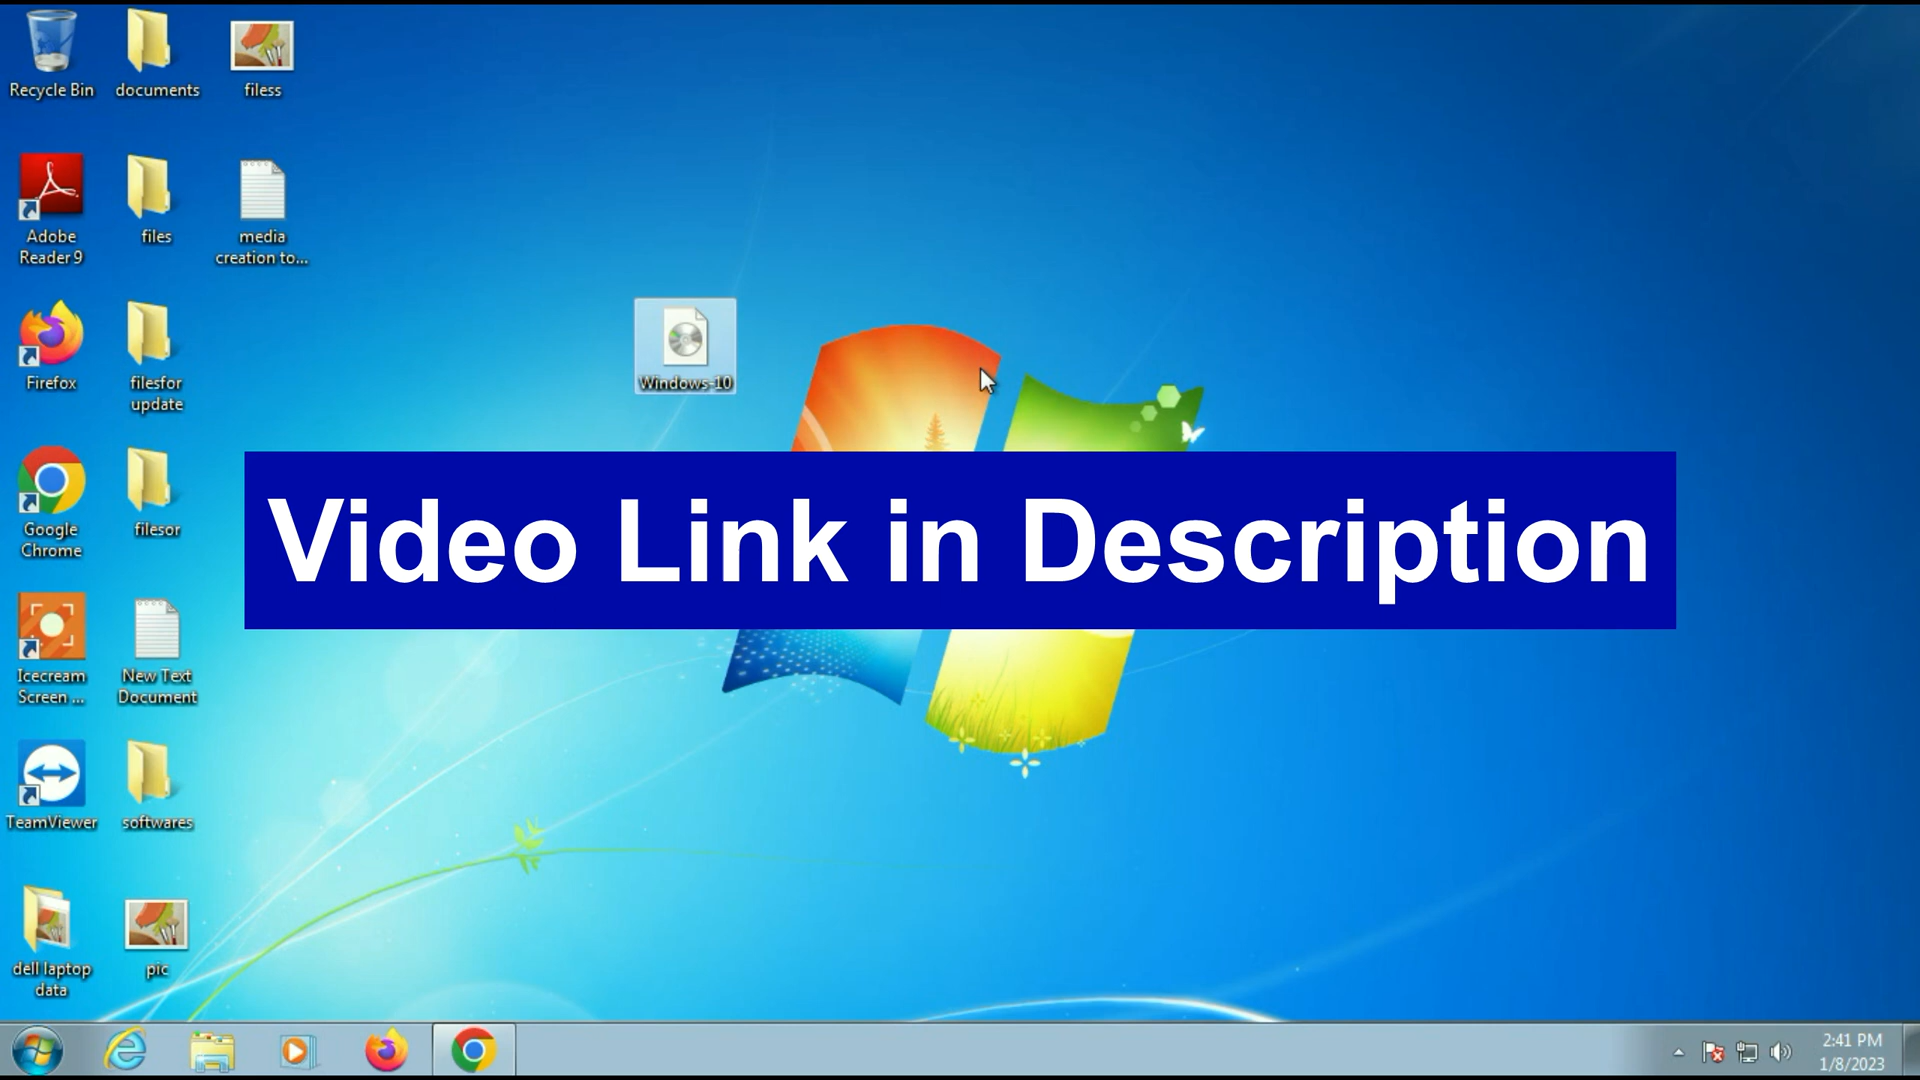 Recycle Bin
documents
filess
Adobe
Reader 9
files
media
creation to...
Firefox
filesfor
update
Windows-10
Google
Chrome
filesor
Video Link in Description
Icecream
Screen ...
New Text
Document
TeamViewer
softwares
dell laptop
data
pic
2:41 PM
1/8/2023